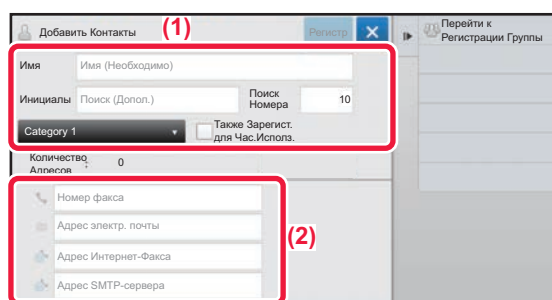 Добавить Контакты
(1)
Регистр
Перейти к
Регистрации Группы
Имя
Имя (Необходимо)
Инициалы
Поиск (Допол.)
Поиск
Номера
10
Category 1
Также Зарегист.
для Час.Исполз.
Количество
Адресов
:
0
Номер факса
Адрес электр. почты
(2)
Адрес Интернет-Факса
Адрес SMTP-сервера